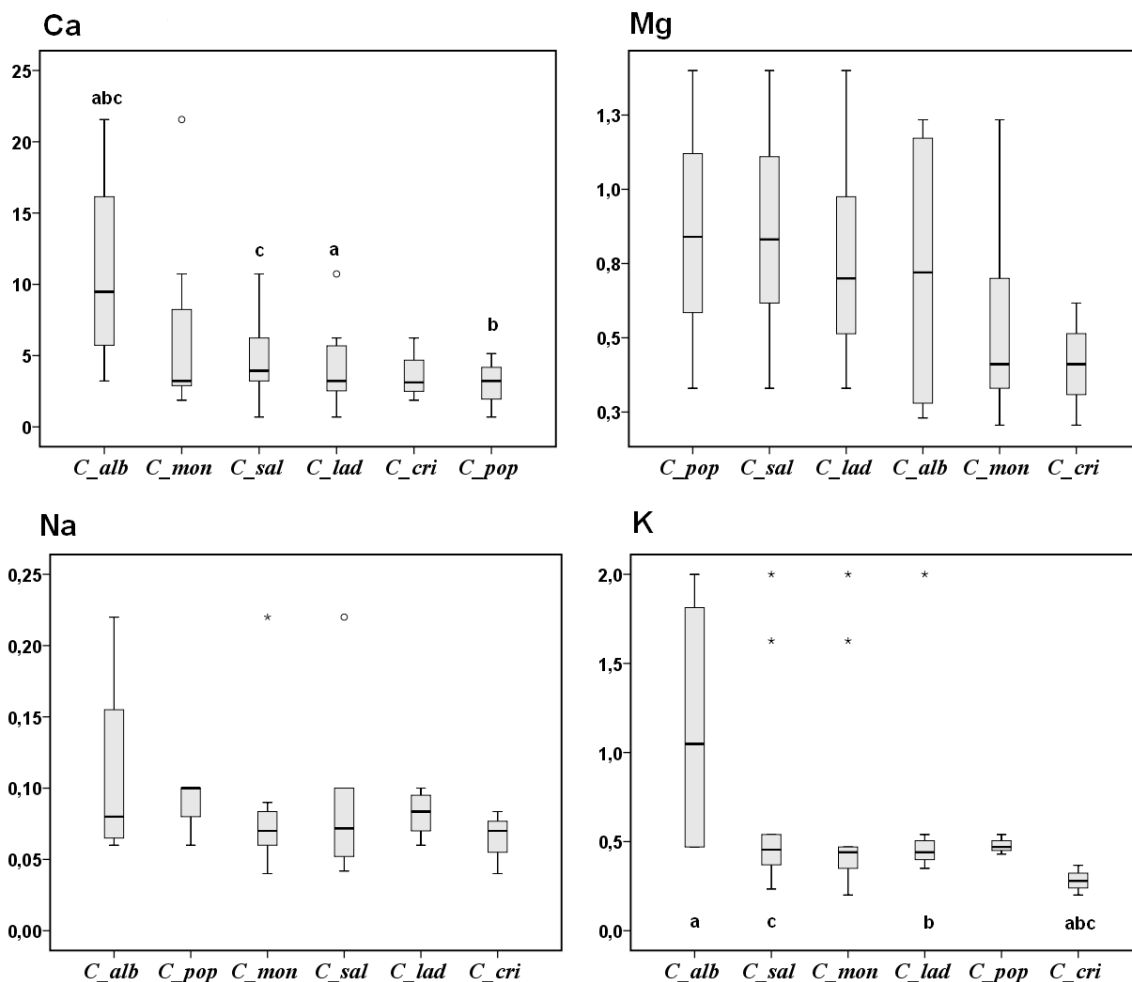 Ca
25
20
15
10
5
0
abc
c
a
b
C_alb C_mon C_sal C_lad C_cri C_pop
Mg
1,3
1,0
0,8
0,5
0,3
C_pop C_sal C_lad C_alb C_mon C_cri
Na
0,25
0,20
0,15
0,10
0,05
0,00
C_alb C_pop C_mon C_sal C_lad C_cri
K
2,0
1,5
1,0
0,5
0,0
a c b abc
C_alb C_sal C_mon C_lad C_pop C_cri